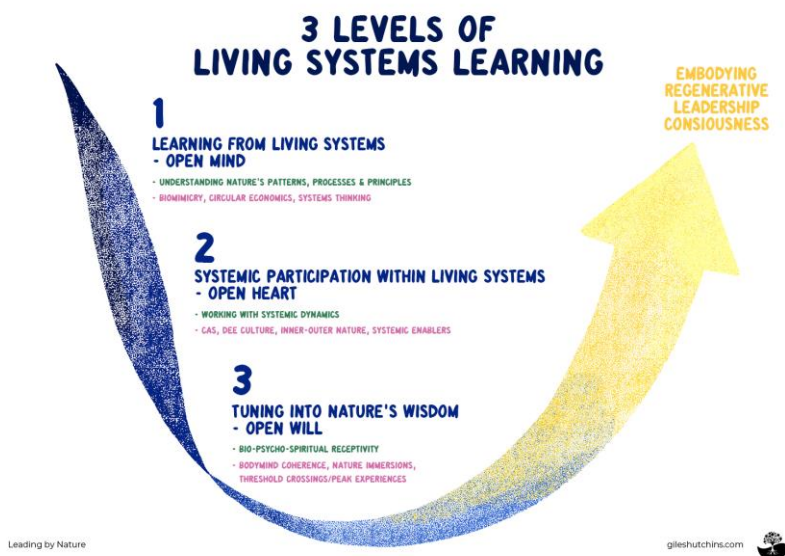 3 LEVELS OF
LIVING SYSTEMS LEARNING
EMBODYING
REGENERATIVE
LEADERSHIP
CONSIOUSNESS
1
LEARNING FROM LIVING SYSTEMS
- OPEN MIND
- UNDERSTANDING NATURE'S PATTERNS, PROCESSES & PRINCIPLES
- BIOMIMICRY, CIRCULAR ECONOMICS, SYSTEMS THINKING
2
SYSTEMIC PARTICIPATION WITHIN LIVING SYSTEMS
- OPEN HEART
- WORKING WITH SYSTEMIC DYNAMICS
- CAS, DEE CULTURE, INNER-OUTER NATURE, SYSTEMIC ENABLERS
3
TUNING INTO NATURE'S WISDOM
- OPEN WILL
- BIO-PSYCHO-SPIRITUAL RECEPTIVITY
- BODYMIND COHERENCE, NATURE IMMERSIONS,
THRESHOLD CROSSINGS/PEAK EXPERIENCES
Leading by Nature
gileshutchins.com